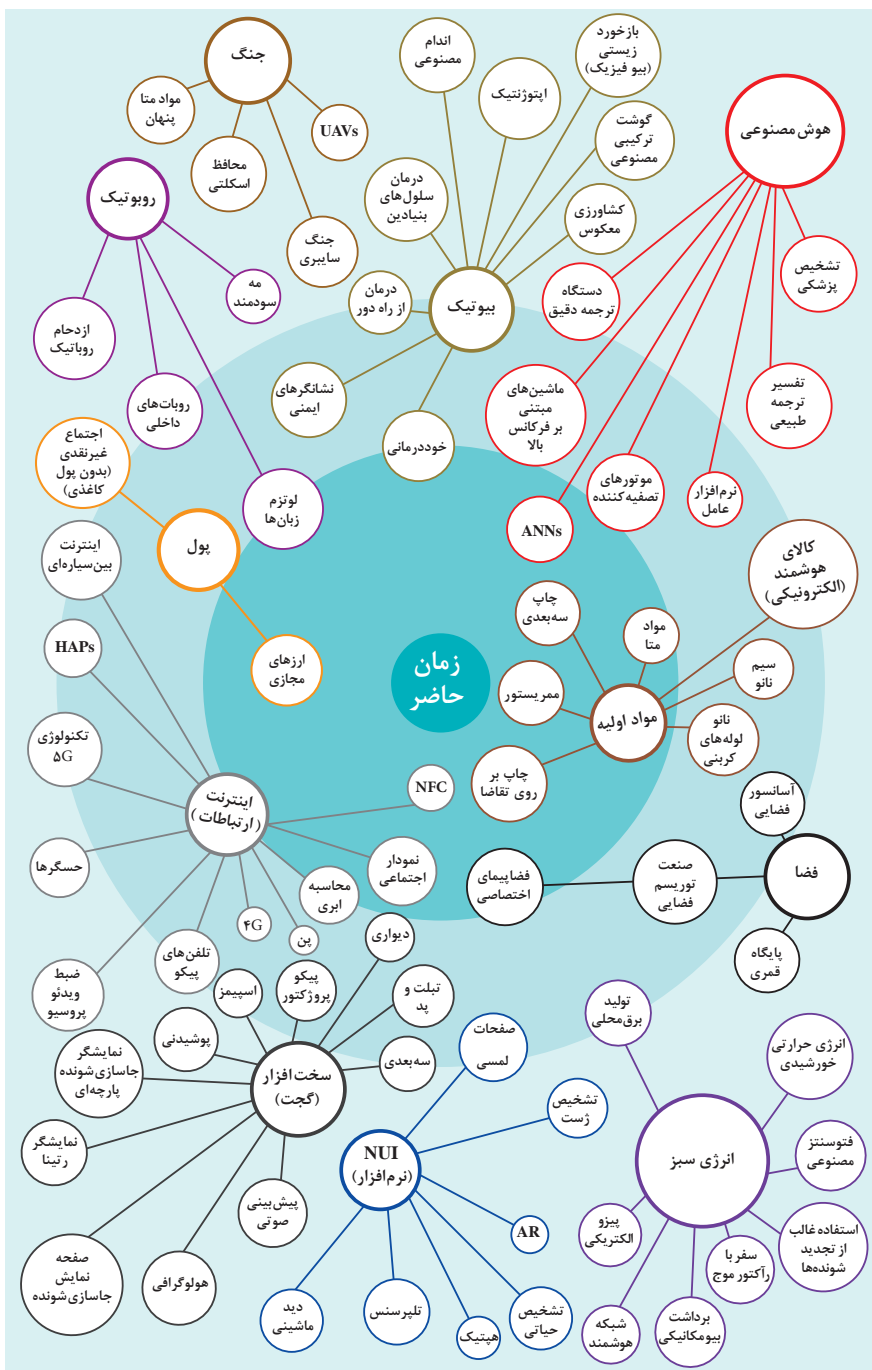 جنگ
مواد متا
پنهان
محافظ
اسکلتی
جنگ
سایبری
UAVs
روبوتیک
مه
سودمند
ازدحام
روباتیک
روبات‌های
داخلی
لوتزم
زبان‌ها
بیوتیک
اندام
مصنوعی
اپتوژنتیک
بازخورد
زیستی
(بیو فیزیک)
گوشت
ترکیبی
مصنوعی
کشاورزی
معکوس
درمان
سلول‌های
بنیادین
درمان
از راه دور
نشانگرهای
ایمنی
خوددرمانی
هوش مصنوعی
تشخیص
پزشکی
دستگاه
ترجمه دقیق
تفسیر
ترجمه
طبیعی
ماشین‌های
مبتنی
بر فرکانس
بالا
موتورهای
تصفیه‌کننده
نرم‌افزار
عامل
ANNs
پول
اجتماع
غیرنقدی
(بدون پول
کاغذی)
ارزهای
مجازی
زمان
حاضر
مواد اولیه
کالای
هوشمند
(الکترونیکی)
چاپ
سه‌بعدی
مواد
متا
سیم
نانو
ممریستور
نانو
لوله‌های
کربنی
چاپ بر
روی تقاضا
فضا
آسانسور
فضایی
صنعت
توریسم
فضایی
فضاپیمای
اختصاصی
پایگاه
قمری
اینترنت
(ارتباطات)
اینترنت
بین‌سیاره‌ای
HAPs
تکنولوژی
۵G
حسگرها
ضبط
ویدئو
پروسیو
تلفن‌های
پیکو
۴G
پن
محاسبه
ابری
نمودار
اجتماعی
NFC
سخت‌افزار
(گجت)
دیواری
پیکو
پروژکتور
اسپیمز
تبلت و
پد
پوشیدنی
سه‌بعدی
نمایشگر
جاسازی‌شونده
پارچه‌ای
نمایشگر
رتینا
پیش‌بینی
صوتی
صفحه
نمایش
جاسازی‌شونده
هولوگرافی
NUI
(نرم‌افزار)
صفحات
لمسی
تشخیص
ژست
AR
تشخیص
حیاتی
هپتیک
تلپرسنس
دید
ماشینی
انرژی سبز
تولید
برق‌محلی
انرژی حرارتی
خورشیدی
فتوسنتز
مصنوعی
استفاده غالب
از تجدید
شونده‌ها
سفر با
رآکتور موج
برداشت
بیومکانیکی
شبکه
هوشمند
پیزو
الکتریکی